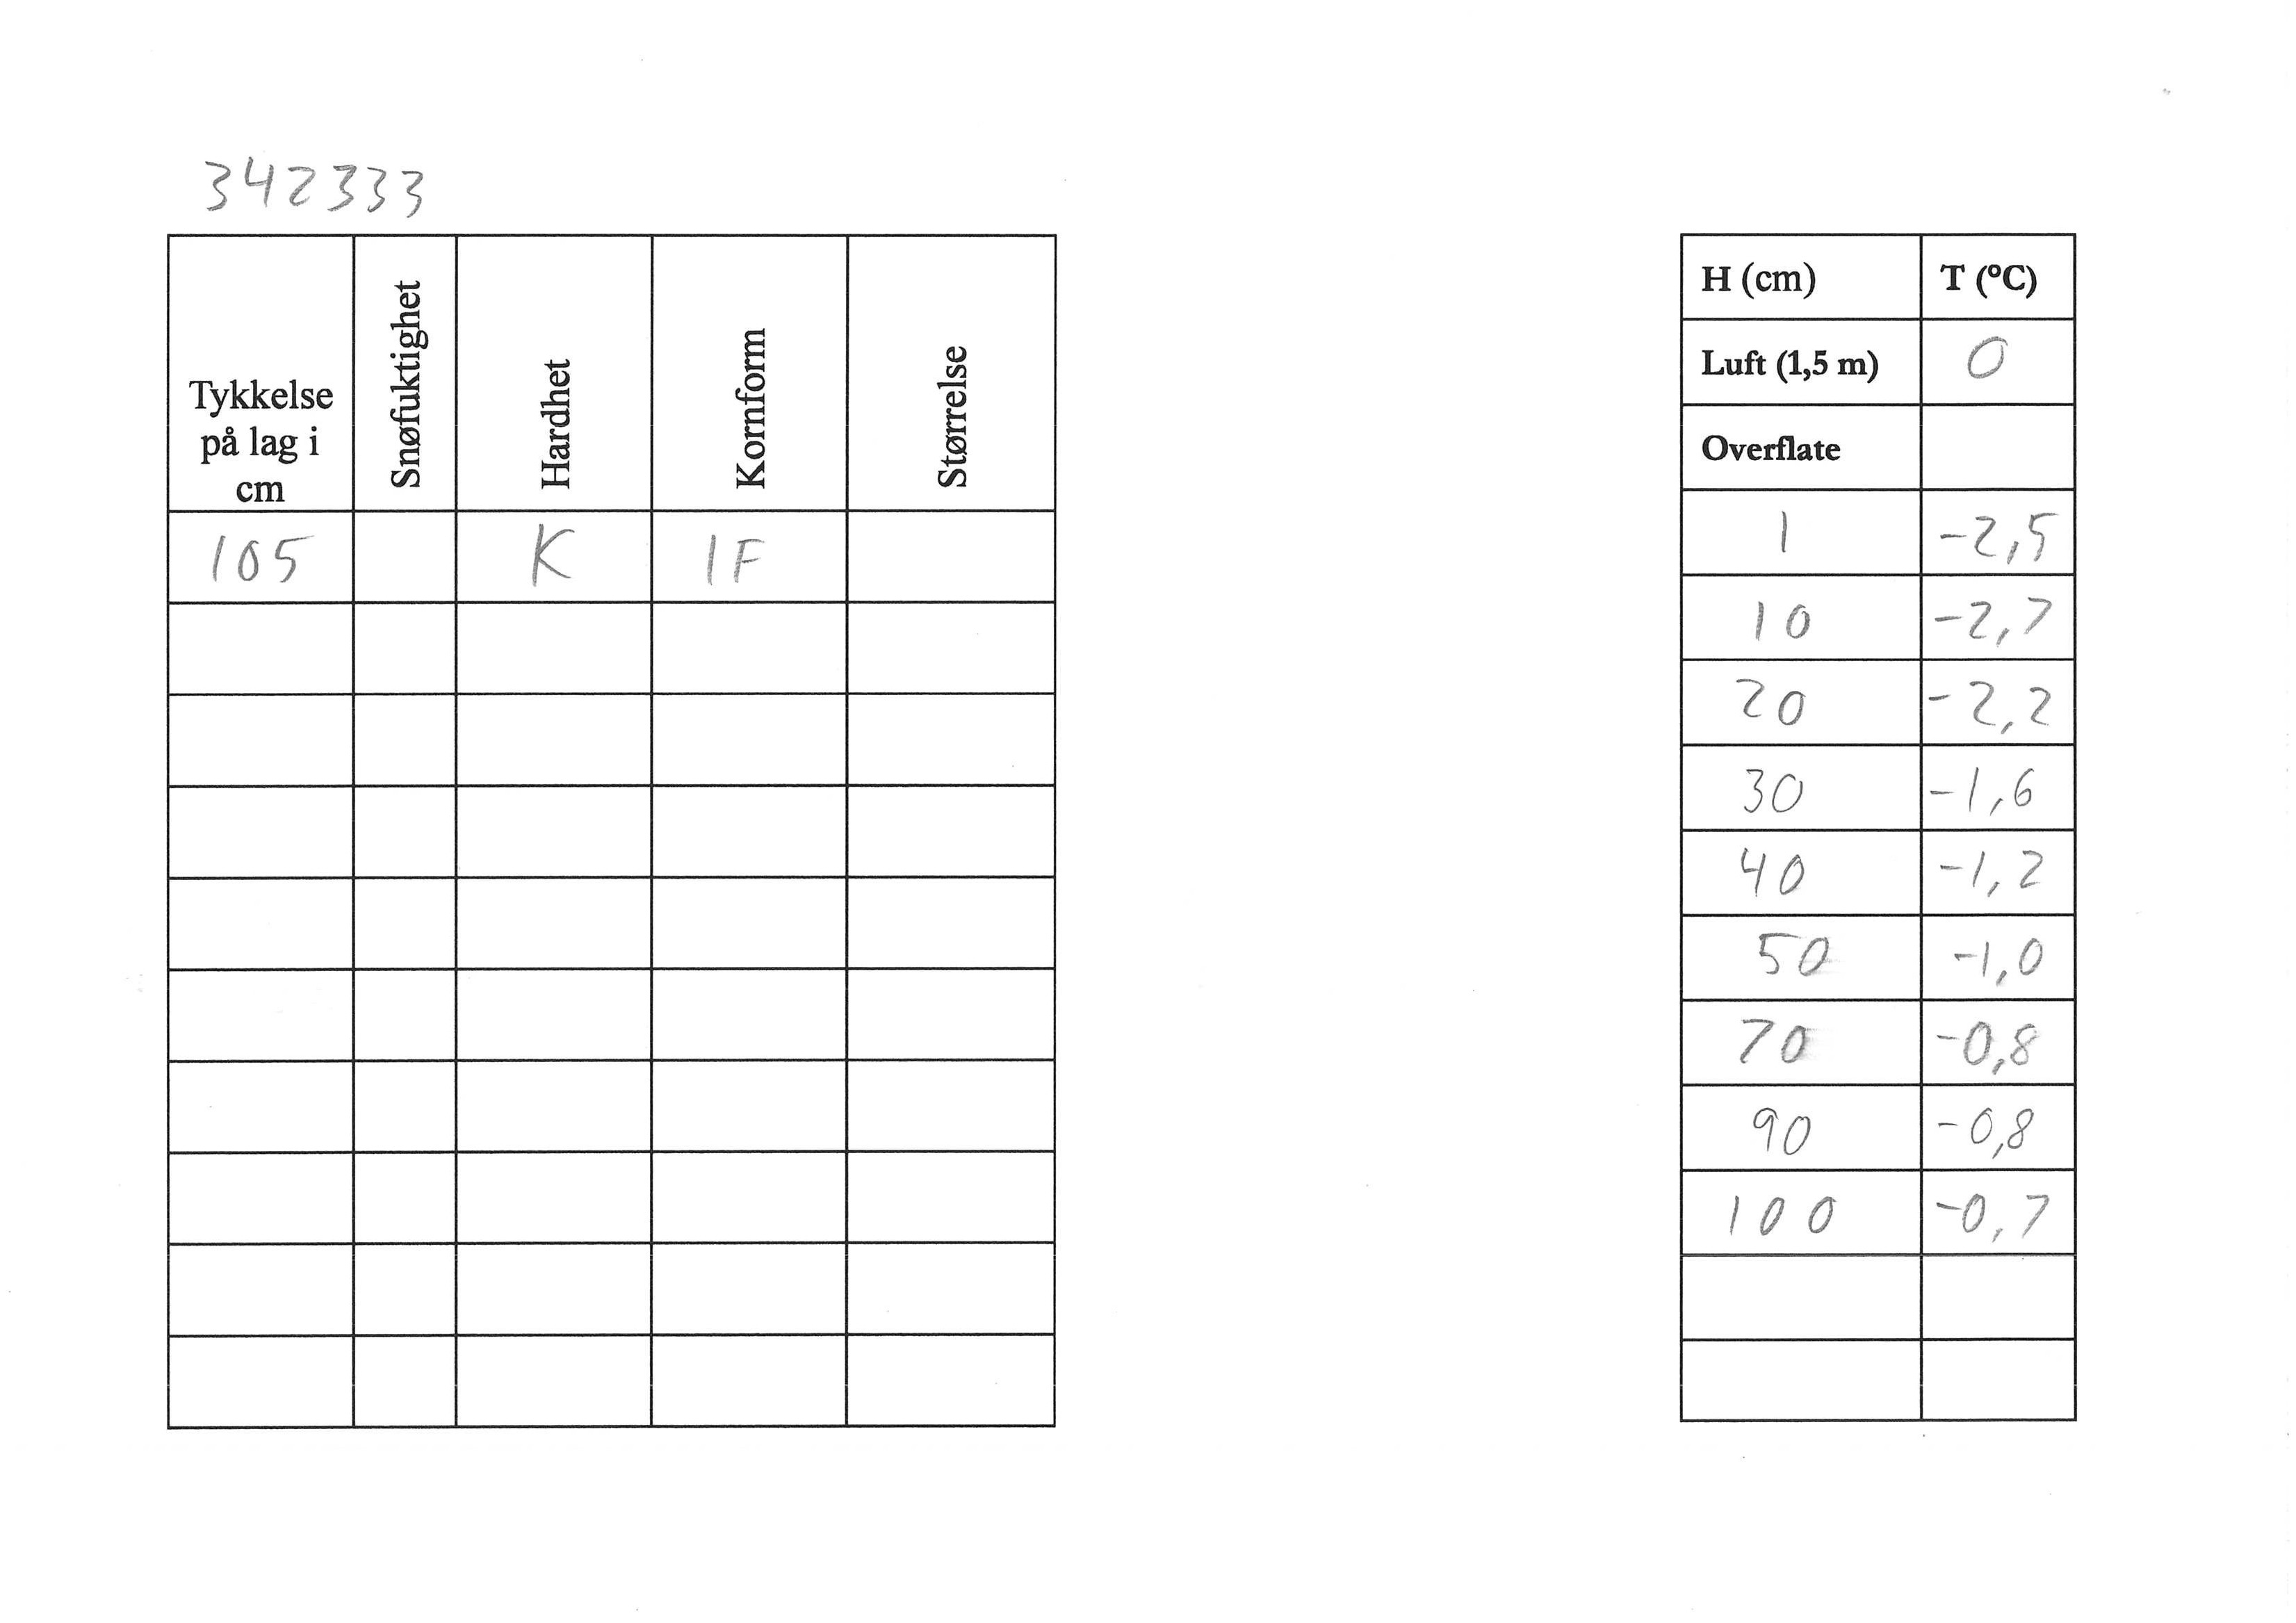 342333
Tykkelse på lag i cm Snøfuktighet Hardhet Kornform Størrelse
105 K IF
H (cm) T (ºC)
Luft (1,5 m) 0
Overflate
1 -2,5
10 -2,7
20 -2,2
30 -1,6
40 -1,2
50 -1,0
70 -0,8
90 -0,8
100 -0,7